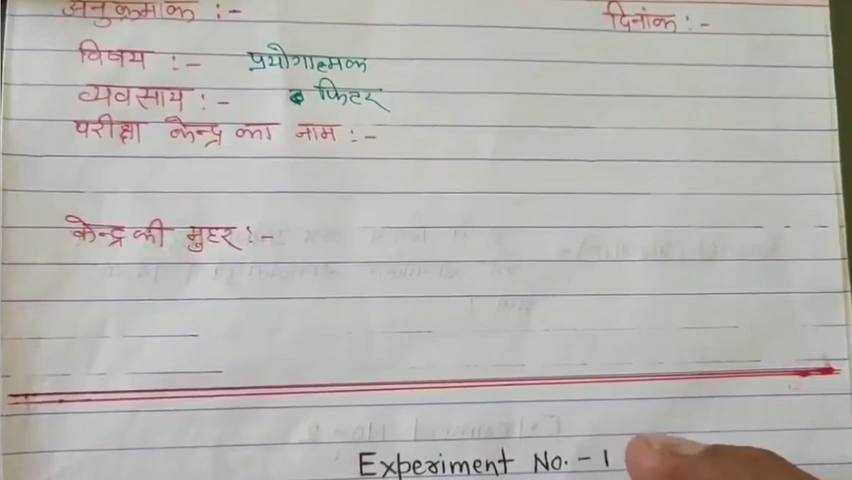 अनुक्रमांक :- दिनांक :-
विषय :- प्रयोगात्मक
व्यवसाय :- फिटर
परीक्षा केन्द्र का नाम :-
केन्द्र की मुहर :-
Experiment No. - 1